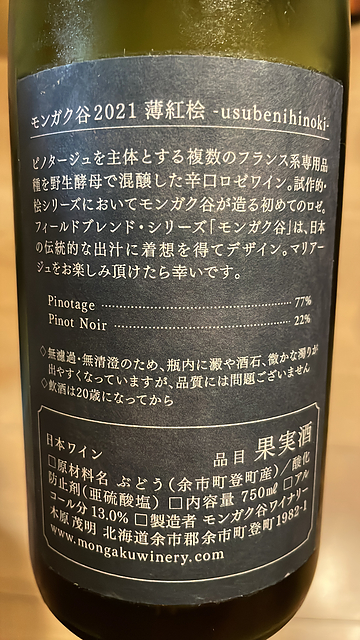 モンガク谷2021 薄紅桧 -usubenihinoki-
ピノタージュを主体とする複数のフランス系専用品
種を野生酵母で混醸した辛口ロゼワイン。試作的・
桧シリーズにおいてモンガク谷が造る初めてのロゼ。
フィールドブレンド・シリーズ「モンガク谷」は、日本
の伝統的な出汁に着想を得てデザイン。マリアー
ジュをお楽しみ頂けたら幸いです。
Pinotage ........................................ 77%
Pinot Noir ...................................... 22%
◇無濾過・無清澄のため、瓶内に澱や酒石、微かな濁りが
出やすくなっていますが、品質には問題ございません
◇飲酒は20歳になってから
日本ワイン 品目 果実酒
□原材料名 ぶどう(余市町登町産)/酸化
防止剤(亜硫酸塩) □内容量 750㎖ □アル
コール分 13.0% □製造者 モンガク谷ワイナリー
木原 茂明 北海道余市郡余市町登町1982-1
www.mongakuwinery.com